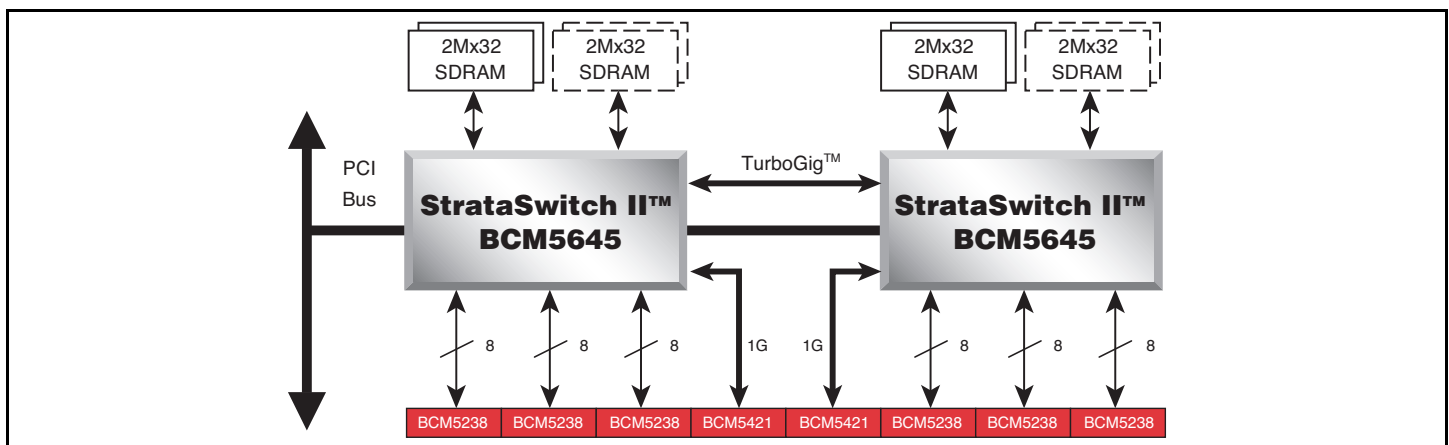 2Mx32
SDRAM
2Mx32
SDRAM
2Mx32
SDRAM
2Mx32
SDRAM
PCI
Bus
TurboGig™
StrataSwitch II™
BCM5645
StrataSwitch II™
BCM5645
8
8
8
1G
1G
8
8
8
BCM5238
BCM5238
BCM5238
BCM5421
BCM5421
BCM5238
BCM5238
BCM5238